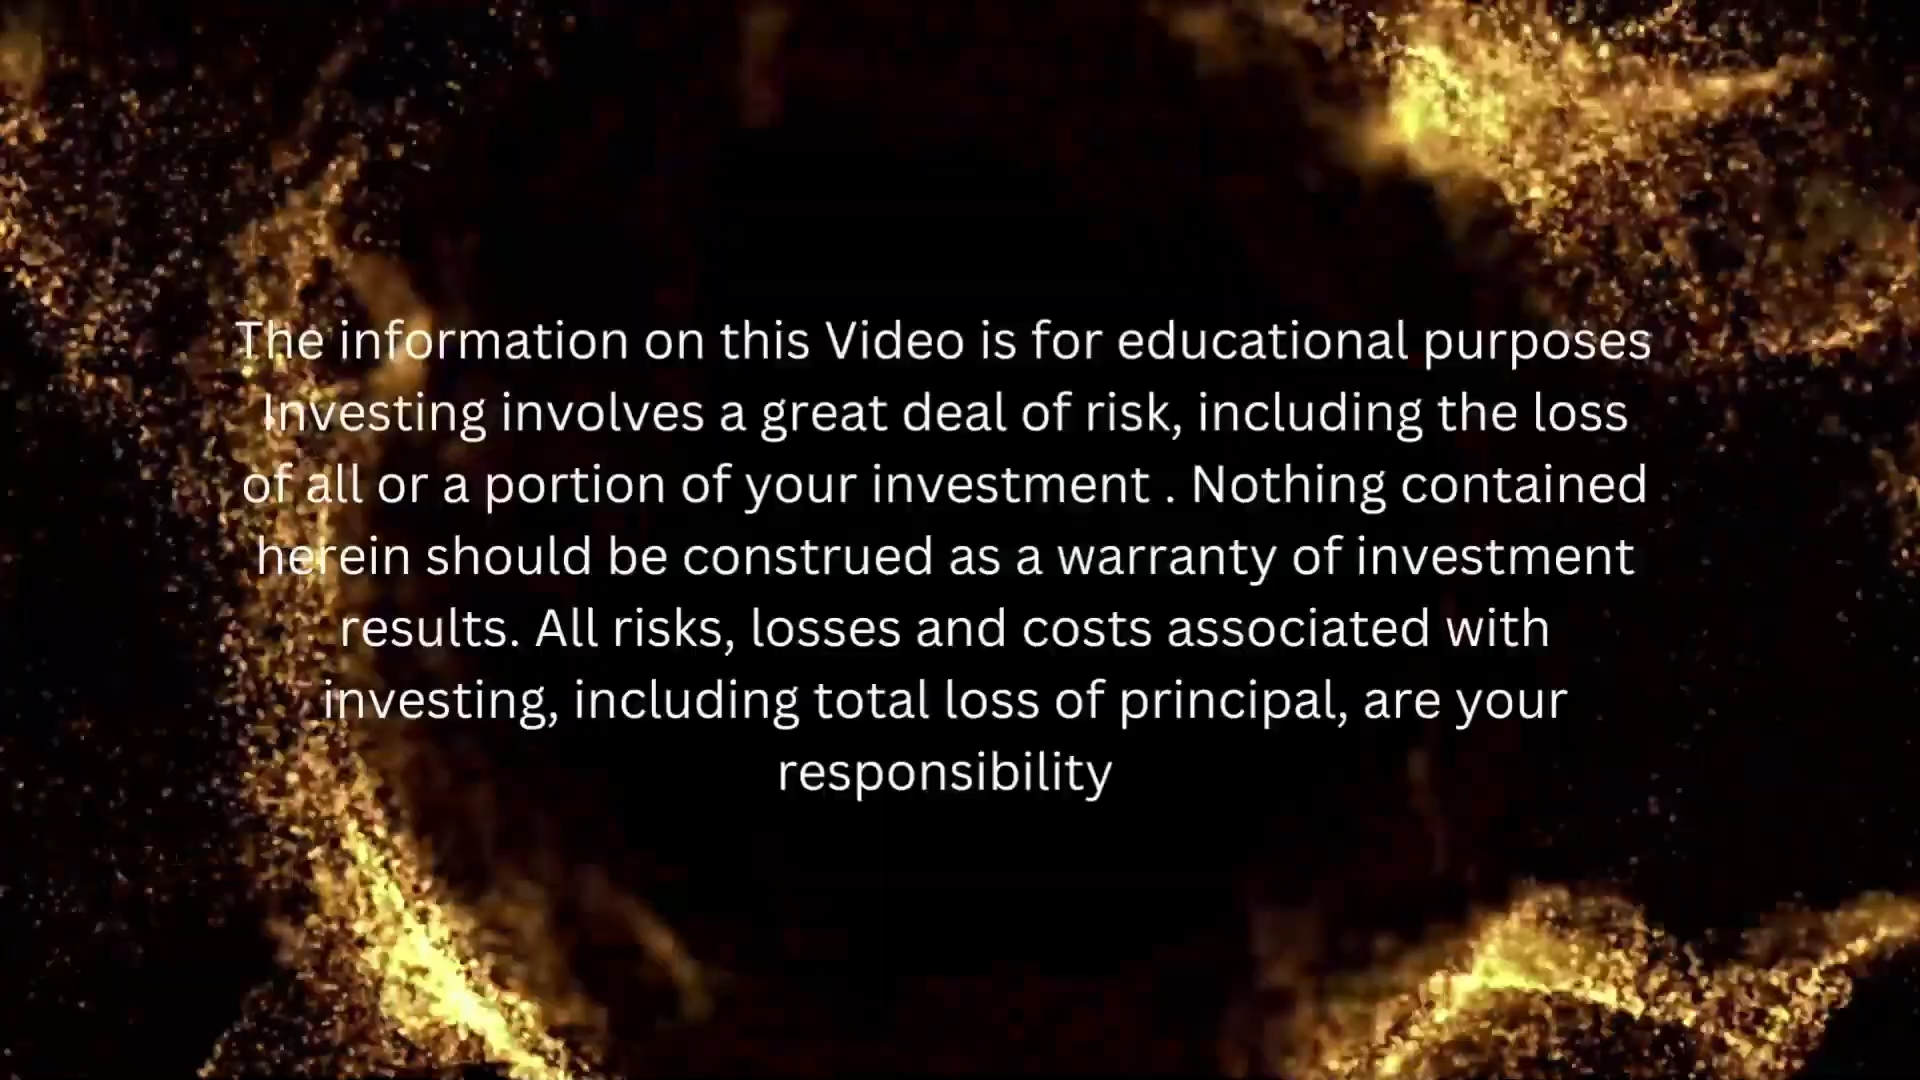 The information on this Video is for educational purposes
Investing involves a great deal of risk, including the loss
of all or a portion of your investment . Nothing contained
herein should be construed as a warranty of investment
results. All risks, losses and costs associated with
investing, including total loss of principal, are your
responsibility